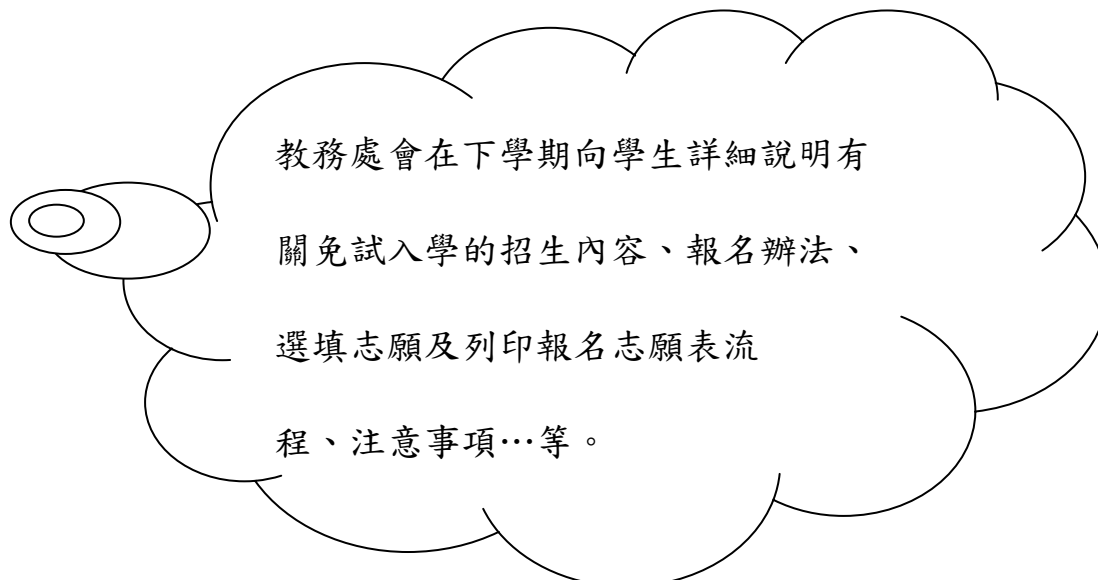 教務處會在下學期向學生詳細說明有
關免試入學的招生內容、報名辦法、
選填志願及列印報名志願表流
程、注意事項…等。